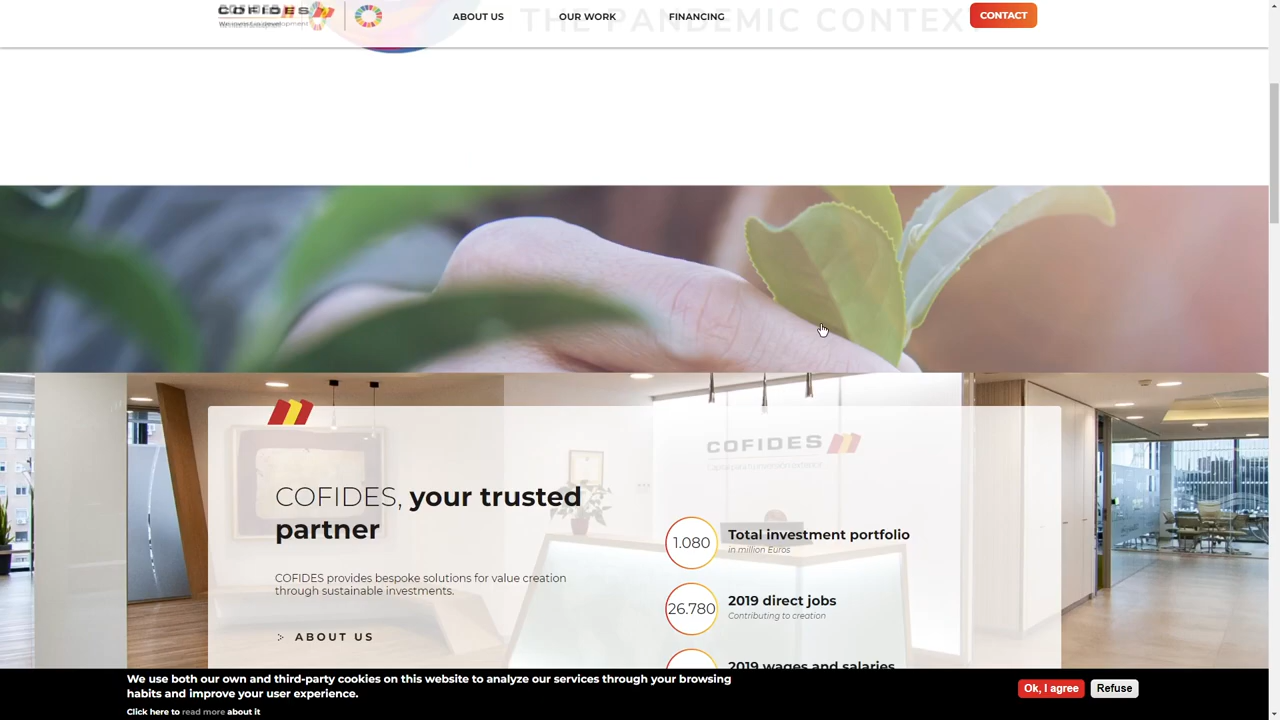 COFIDES
ABOUT US
OUR WORK
FINANCING
THE PANDEMIC CONTEX
CONTACT
COFIDES
COFIDES, your trusted
partner
COFIDES provides bespoke solutions for value creation
through sustainable investments.
ABOUT US
1.080
Total investment portfolio
in million Euros
26.780
2019 direct jobs
Contributing to creation
2019 wages and salaries
We use both our own and third-party cookies on this website to analyze our services through your browsing
habits and improve your user experience.
Click here to read more about it
Ok, I agree
Refuse